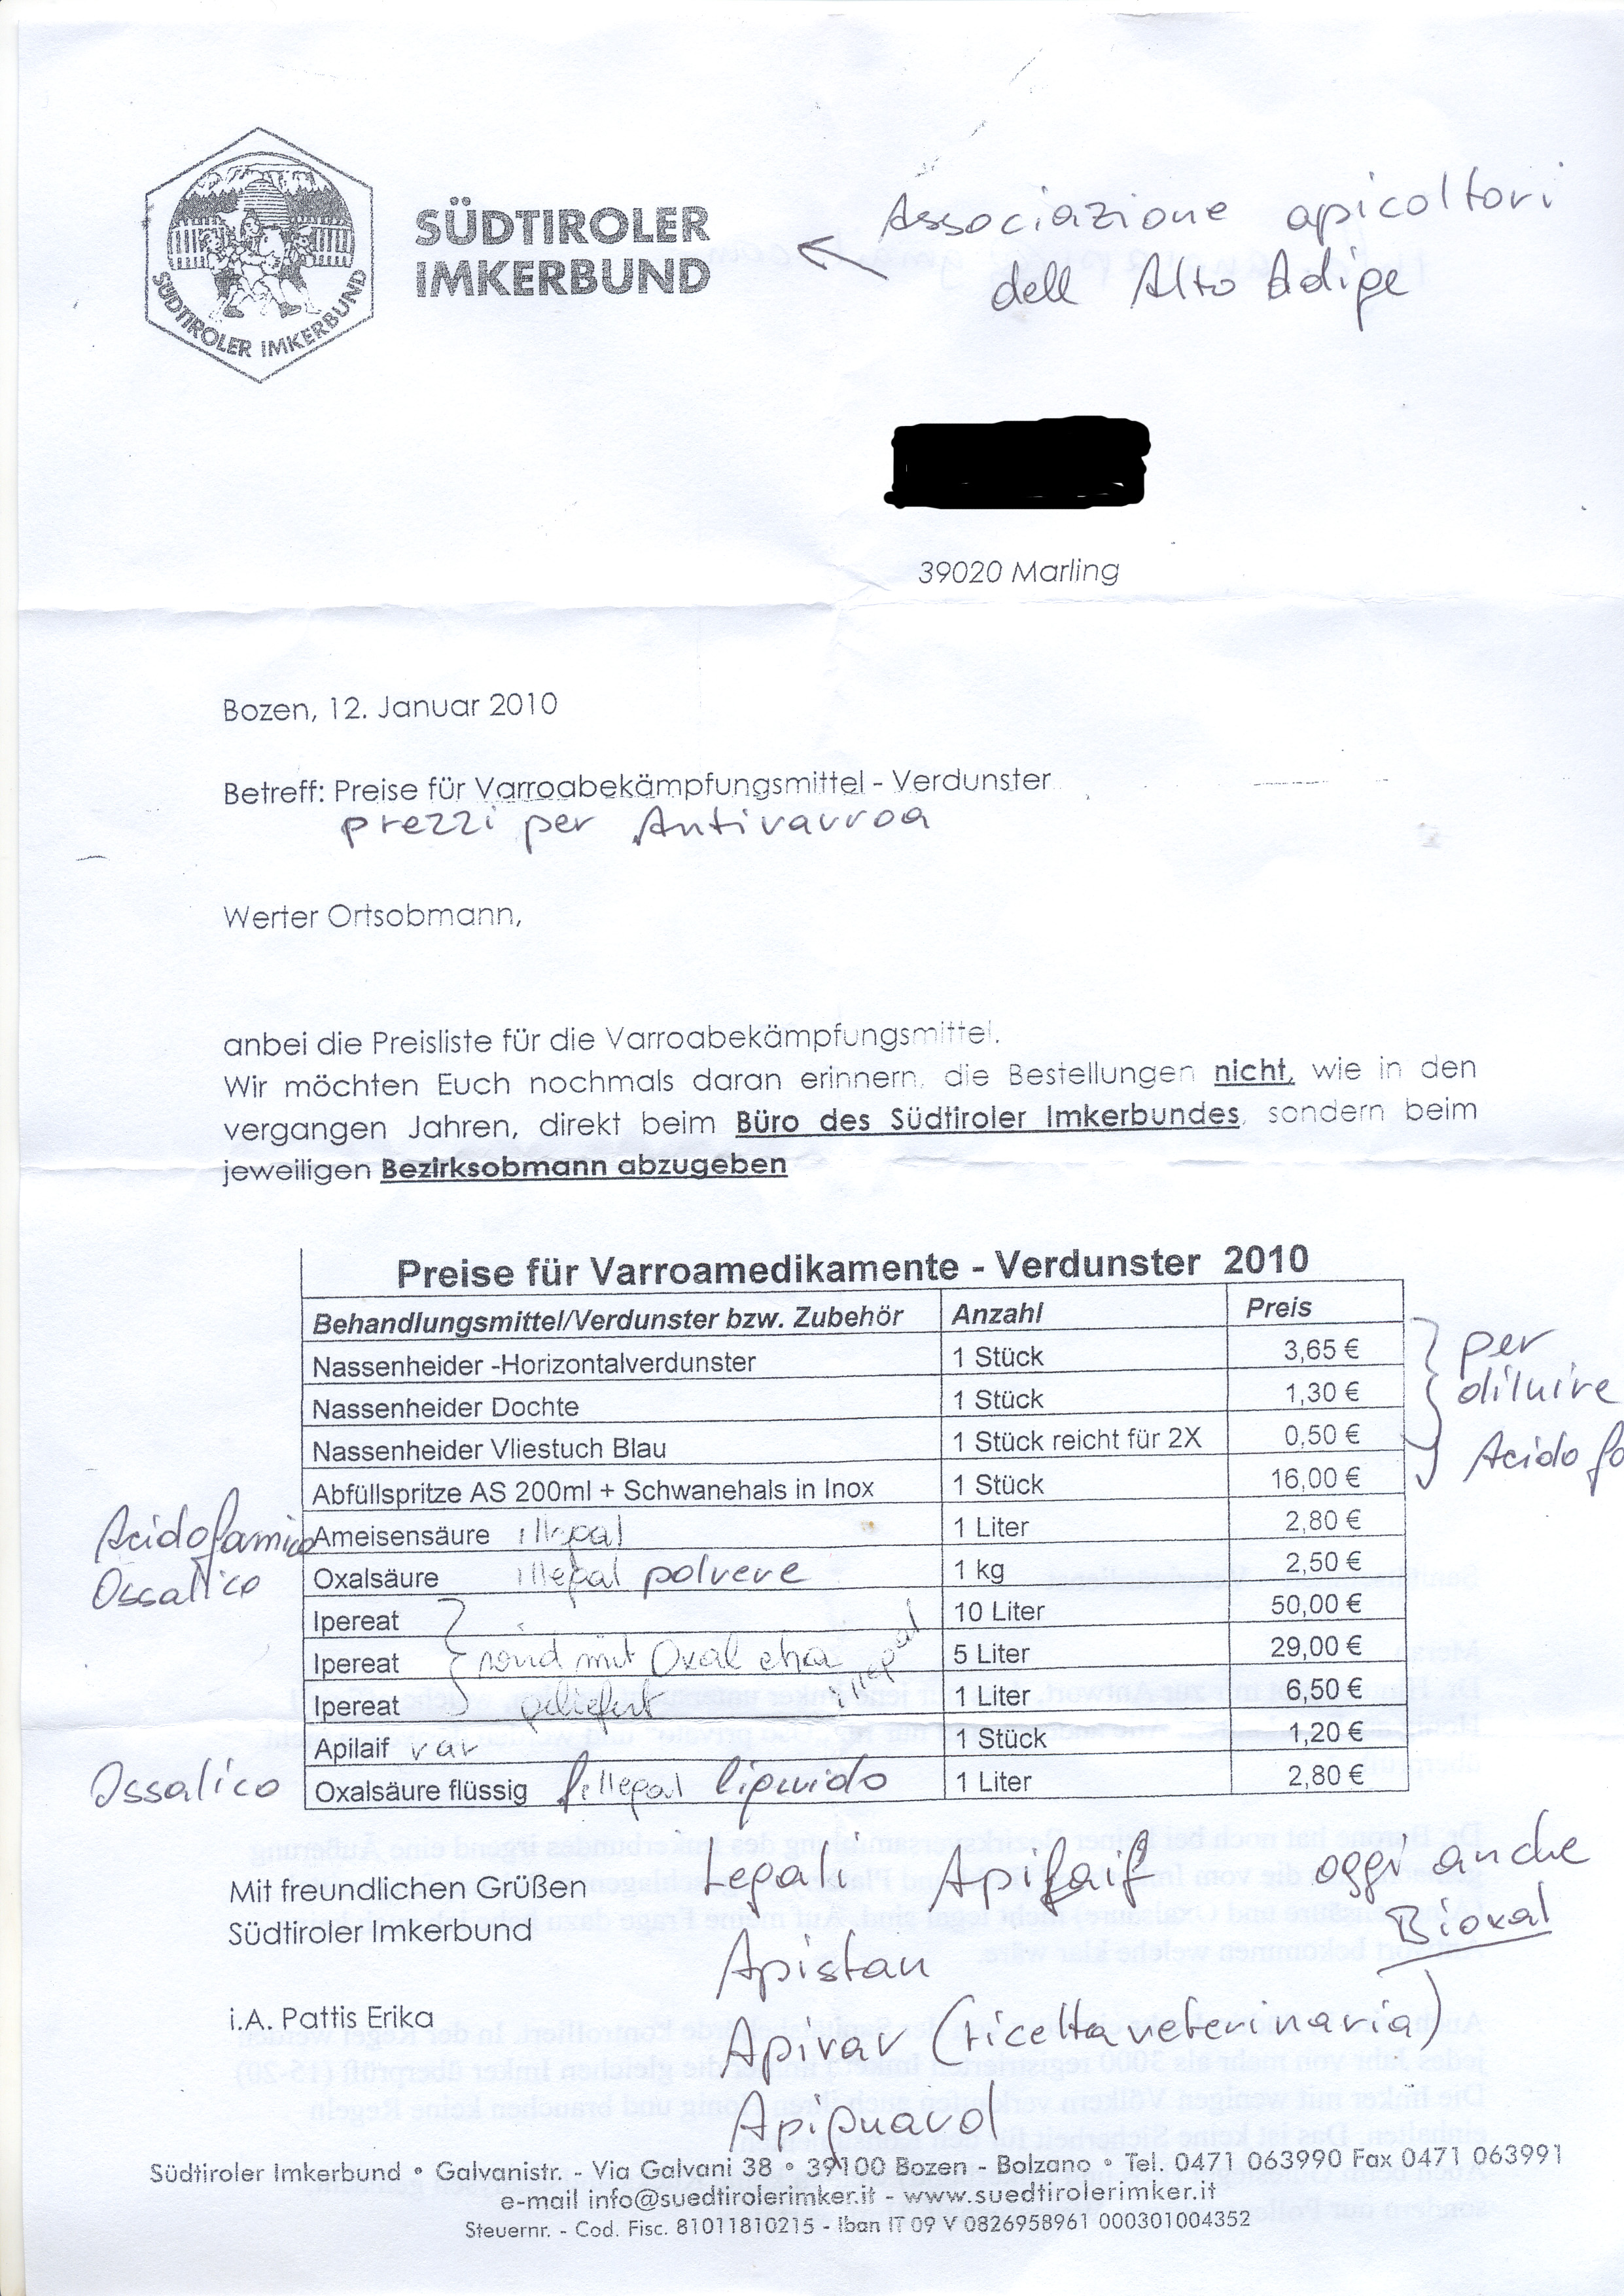 SÜDTIROLER IMKERBUND
SÜDTIROLER
IMKERBUND
Associazione apicoltori
dell Alto Adige
39020 Marling
Bozen, 12. Januar 2010
Betreff: Preise für Varroabekämpfungsmittel - Verdunster
prezzi per Antivarroa
Werter Ortsobmann,
anbei die Preisliste für die Varroabekämpfungsmittel.
Wir möchten Euch nochmals daran erinnern, die Bestellungen nicht, wie in den
vergangen Jahren, direkt beim Büro des Südtiroler Imkerbundes, sondern beim
jeweiligen Bezirksobmann abzugeben
Preise für Varroamedikamente - Verdunster 2010
Behandlungsmittel/Verdunster bzw. Zubehör Anzahl Preis
Nassenheider -Horizontalverdunster 1 Stück 3,65 €
Nassenheider Dochte 1 Stück 1,30 €
Nassenheider Vliestuch Blau 1 Stück reicht für 2X 0,50 €
Abfüllspritze AS 200ml + Schwanehals in Inox 1 Stück 16,00 €
per
diluire
Acido fo
Acidofamico Ameisensäure illegal 1 Liter 2,80 €
Ossalico Oxalsäure illegal polvere 1 kg 2,50 €
Ipereat 10 Liter 50,00 €
Ipereat sind mit Oxal illegal 5 Liter 29,00 €
Ipereat geliefert 1 Liter 6,50 €
Apilaif var 1 Stück 1,20 €
Ossalico Oxalsäure flüssig illegal liquido 1 Liter 2,80 €
Legali Apifaif oggi anche
Bioxal
Mit freundlichen Grüßen
Südtiroler Imkerbund
Apistan
i.A. Pattis Erika
Apivar (ricetta veterinaria)
Apiguard
Südtiroler Imkerbund • Galvanistr. - Via Galvani 38 • 39100 Bozen - Bolzano • Tel. 0471 063990 Fax 0471 063991
e-mail info@suedtirolerimker.it - www.suedtirolerimker.it
Steuernr. - Cod. Fisc. 81011810215 - Iban IT 09 V 0826958961 000301004352